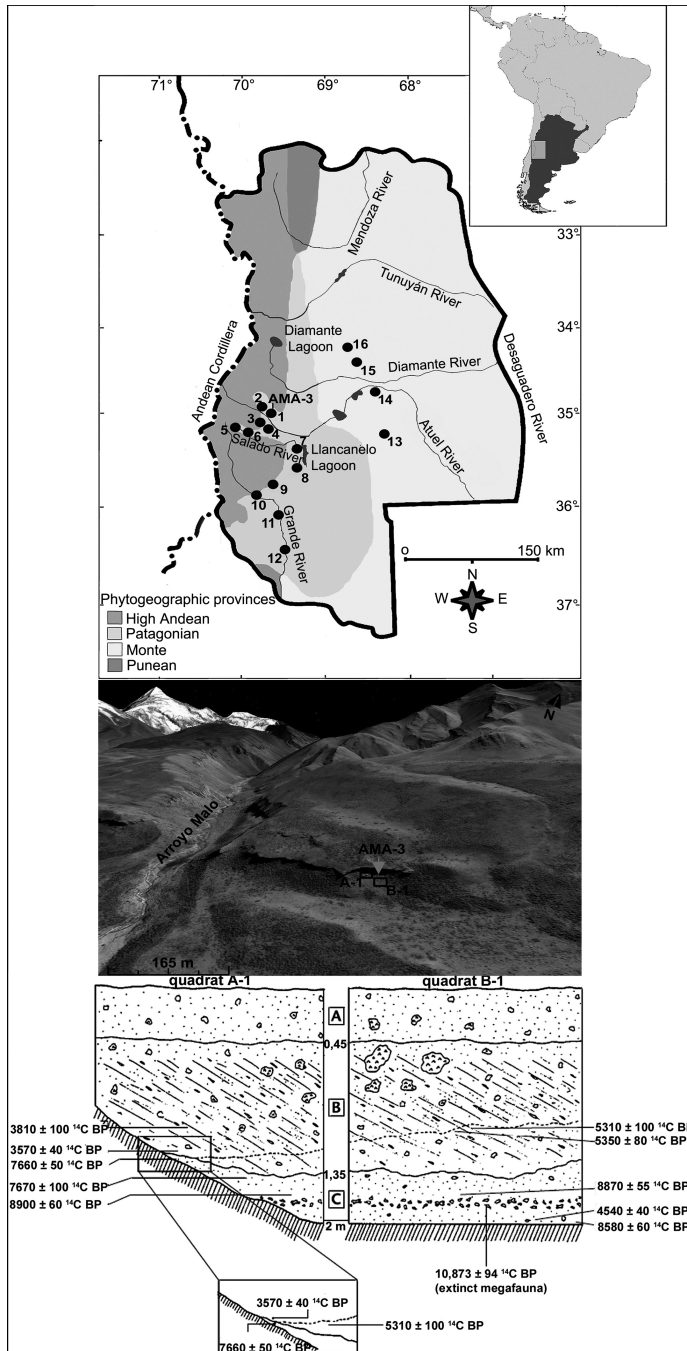 71°
70°
69°
68°
33°
34°
35°
36°
37°
Mendoza River
Tunuyán River
Diamante
Lagoon
Diamante River
Desaguadero River
Andean Cordillera
16
15
14
13
Atuel River
2
AMA-3
1
3
4
5
6
Salado River
7
Llancanelo
Lagoon
8
9
10
11
12
Grande River
0
150 km
N
W
E
S
Phytogeographic provinces
High Andean
Patagonian
Monte
Punean
N
Arroyo Malo
AMA-3
A-1
B-1
165 m
quadrat A-1
quadrat B-1
A
0,45
B
1,35
C
2 m
3810 ± 100 ¹⁴C BP
3570 ± 40 ¹⁴C BP
7660 ± 50 ¹⁴C BP
7670 ± 100 ¹⁴C BP
8900 ± 60 ¹⁴C BP
5310 ± 100 ¹⁴C
5350 ± 80 ¹⁴C BP
8870 ± 55 ¹⁴C BP
4540 ± 40 ¹⁴C BP
8580 ± 60 ¹⁴C BP
10,873 ± 94 ¹⁴C BP
(extinct megafauna)
3570 ± 40 ¹⁴C BP
5310 ± 100 ¹⁴C BP
7660 ± 50 ¹⁴C BP